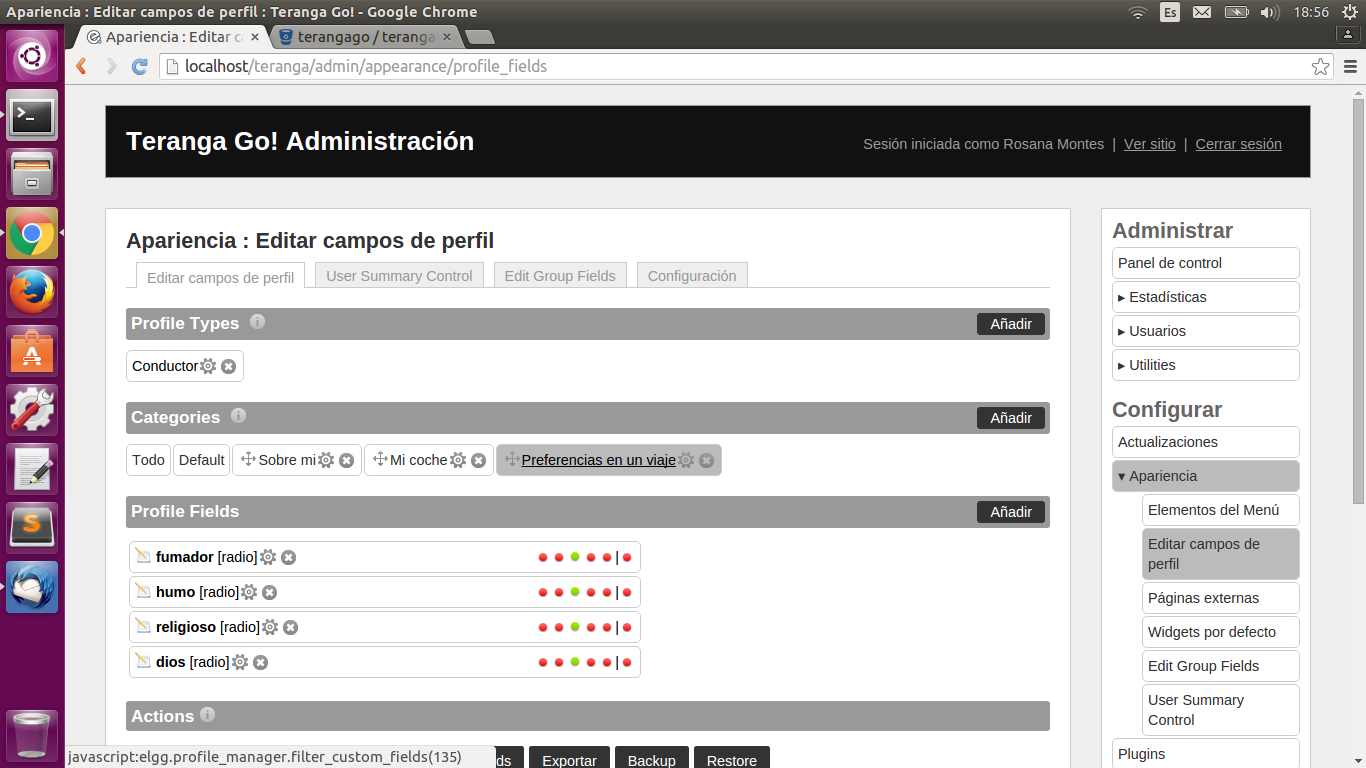 Apariencia : Editar campos de perfil : Teranga Go! - Google Chrome
Es
18:56
Apariencia : Editar c
terangago / teranga
localhost/teranga/admin/appearance/profile_fields
Teranga Go! Administración
Sesión iniciada como Rosana Montes | Ver sitio | Cerrar sesión
Apariencia : Editar campos de perfil
Editar campos de perfil
User Summary Control
Edit Group Fields
Configuración
Profile Types
Añadir
Conductor
Categories
Añadir
Todo
Default
Sobre mi
Mi coche
Preferencias en un viaje
Profile Fields
Añadir
fumador [radio]
humo [radio]
religioso [radio]
dios [radio]
Actions
ds
Exportar
Backup
Restore
Administrar
Panel de control
▸ Estadísticas
▸ Usuarios
▸ Utilities
Configurar
Actualizaciones
▾ Apariencia
Elementos del Menú
Editar campos de
perfil
Páginas externas
Widgets por defecto
Edit Group Fields
User Summary
Control
Plugins
javascript:elgg.profile_manager.filter_custom_fields(135)